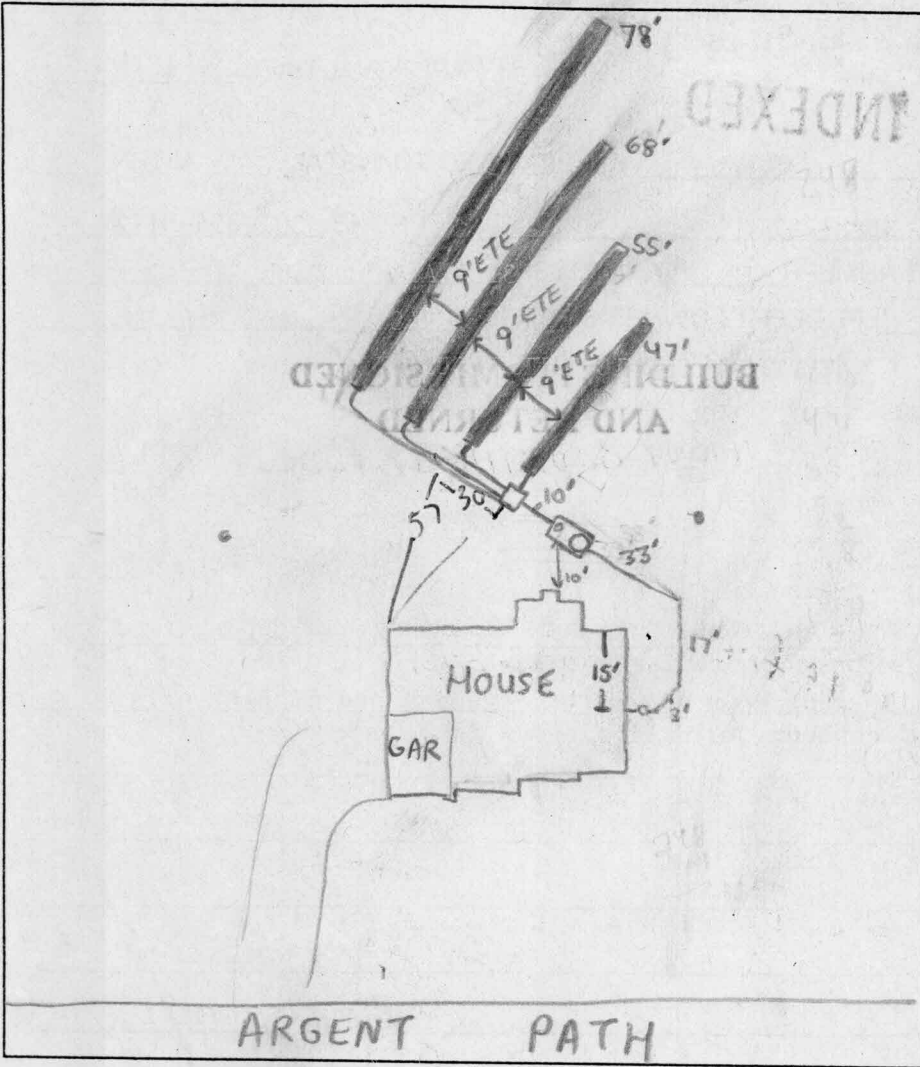 78'
INDEXED
68'
9'ETE
55'
9'ETE
47'
9'ETE
BUILDING
AND RETURNED
30
10'
57
33'
10'
17'
HOUSE
15'
3'
GAR
ARGENT PATH